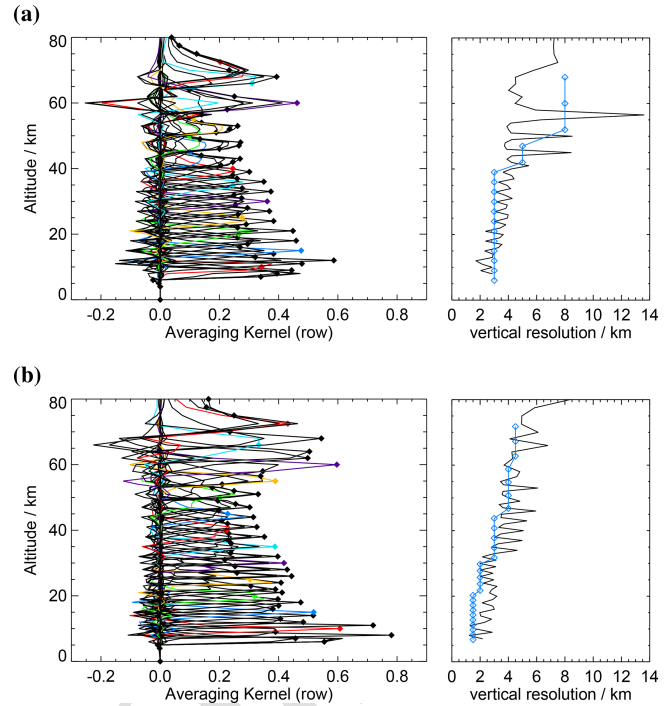 (a)
80
60
40
20
0
Altitude / km
-0.2 0.0 0.2 0.4 0.6 0.8
Averaging Kernel (row)
0 2 4 6 8 10 12 14
vertical resolution / km
(b)
80
60
40
20
0
Altitude / km
-0.2 0.0 0.2 0.4 0.6 0.8
Averaging Kernel (row)
0 2 4 6 8 10 12 14
vertical resolution / km